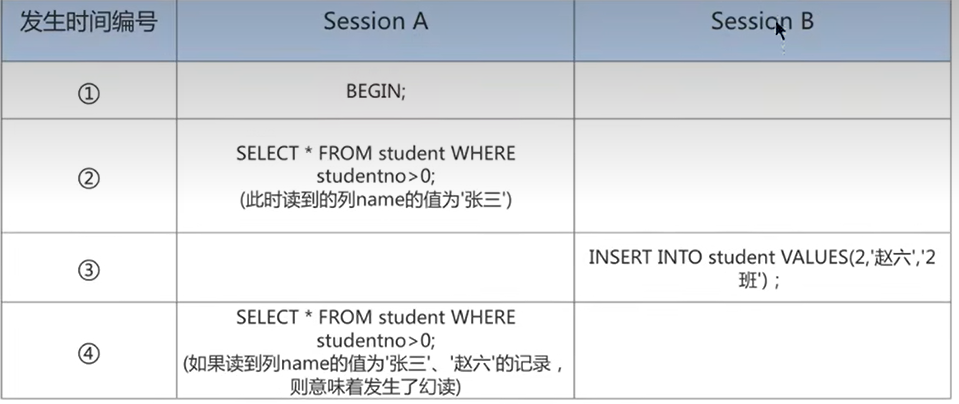 发生时间编号
Session A
Session B
①
BEGIN;
②
SELECT * FROM student WHERE
studentno>0;
(此时读到的列name的值为'张三')
③
INSERT INTO student VALUES(2,'赵六','2
班') ;
④
SELECT * FROM student WHERE
studentno>0;
(如果读到列name的值为'张三'、'赵六'的记录，
则意味着发生了幻读)